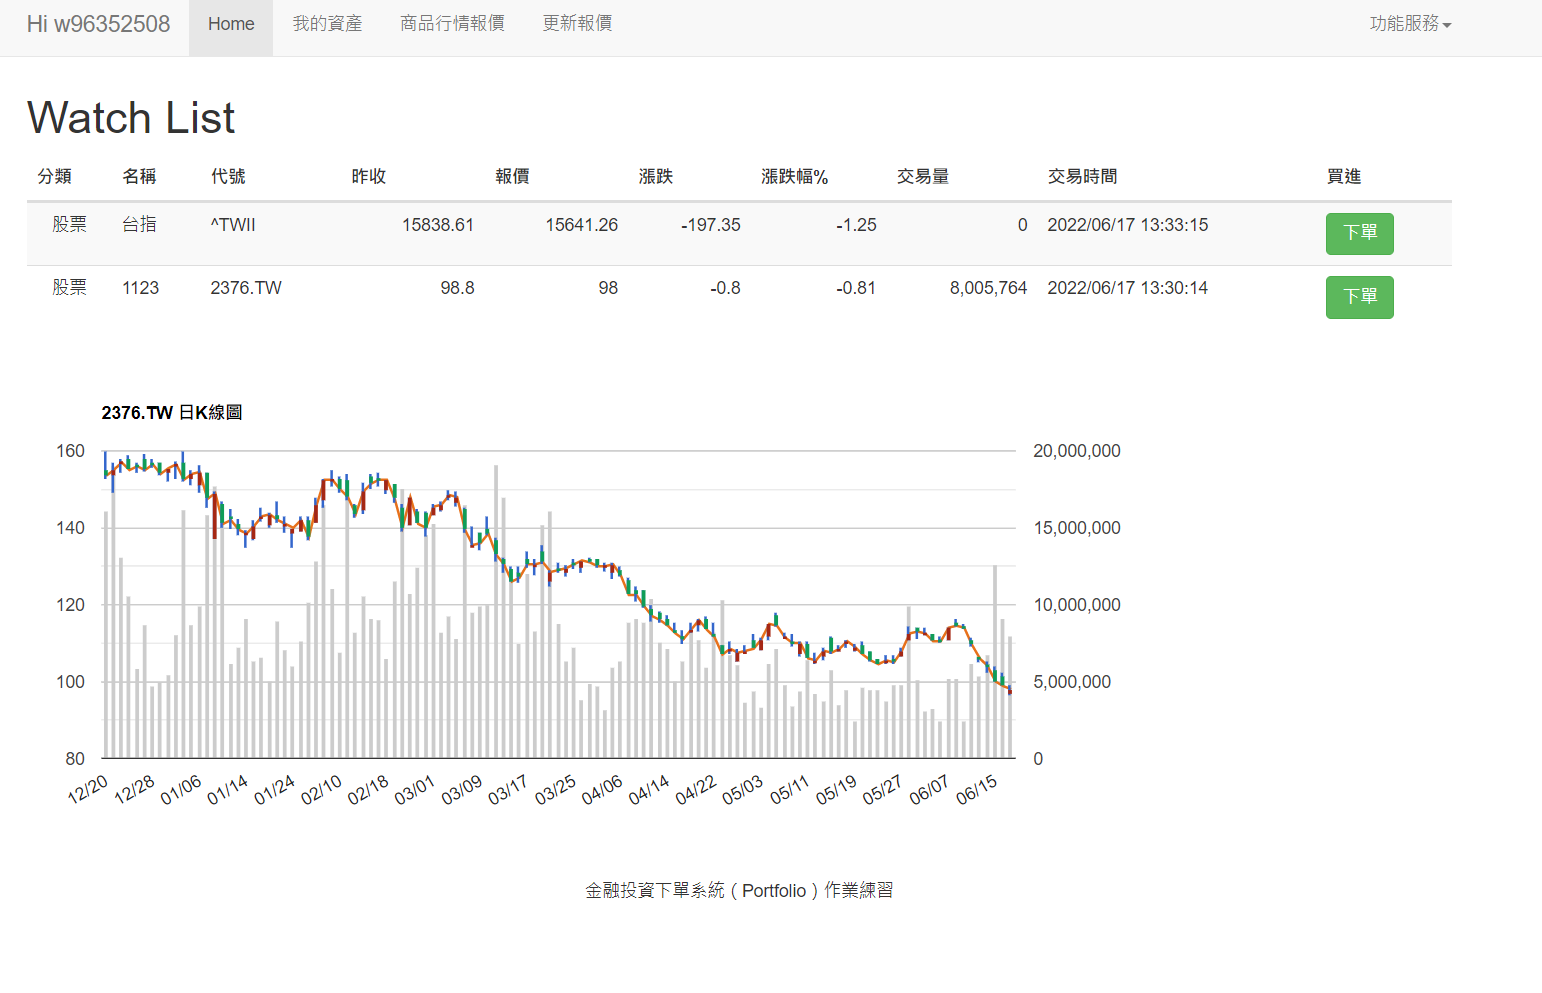 Hi w96352508 Home 我的資產 商品行情報價 更新報價 功能服務
Watch List
分類 名稱 代號 昨收 報價 漲跌 漲跌幅% 交易量 交易時間 買進
股票 台指 ^TWII 15838.61 15641.26 -197.35 -1.25 0 2022/06/17 13:33:15 下單
股票 1123 2376.TW 98.8 98 -0.8 -0.81 8,005,764 2022/06/17 13:30:14 下單
2376.TW 日K線圖
160 20,000,000
140 15,000,000
120 10,000,000
100 5,000,000
80 0
12/20 12/28 01/06 01/14 01/24 02/10 02/18 03/01 03/09 03/17 03/25 04/06 04/14 04/22 05/03 05/11 05/19 05/27 06/07 06/15
金融投資下單系統 ( Portfolio ) 作業練習